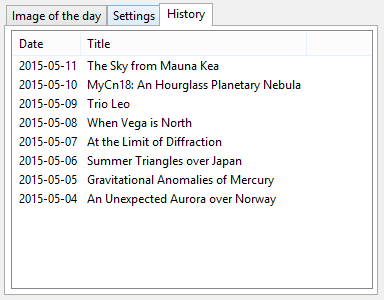 Image of the day Settings History
Date Title
2015-05-11 The Sky from Mauna Kea
2015-05-10 MyCn18: An Hourglass Planetary Nebula
2015-05-09 Trio Leo
2015-05-08 When Vega is North
2015-05-07 At the Limit of Diffraction
2015-05-06 Summer Triangles over Japan
2015-05-05 Gravitational Anomalies of Mercury
2015-05-04 An Unexpected Aurora over Norway